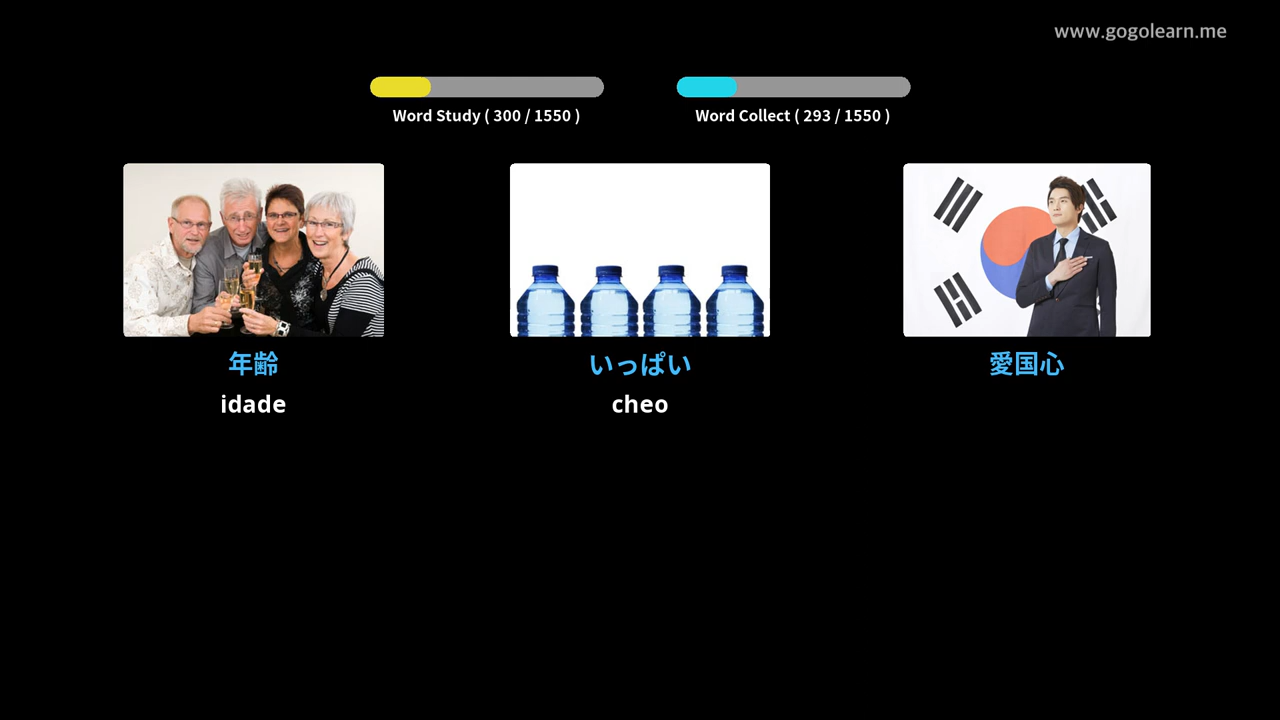 www.gogolearn.me
Word Study ( 300 / 1550 )
Word Collect ( 293 / 1550 )
年齢
いっぱい
愛国心
idade
cheo